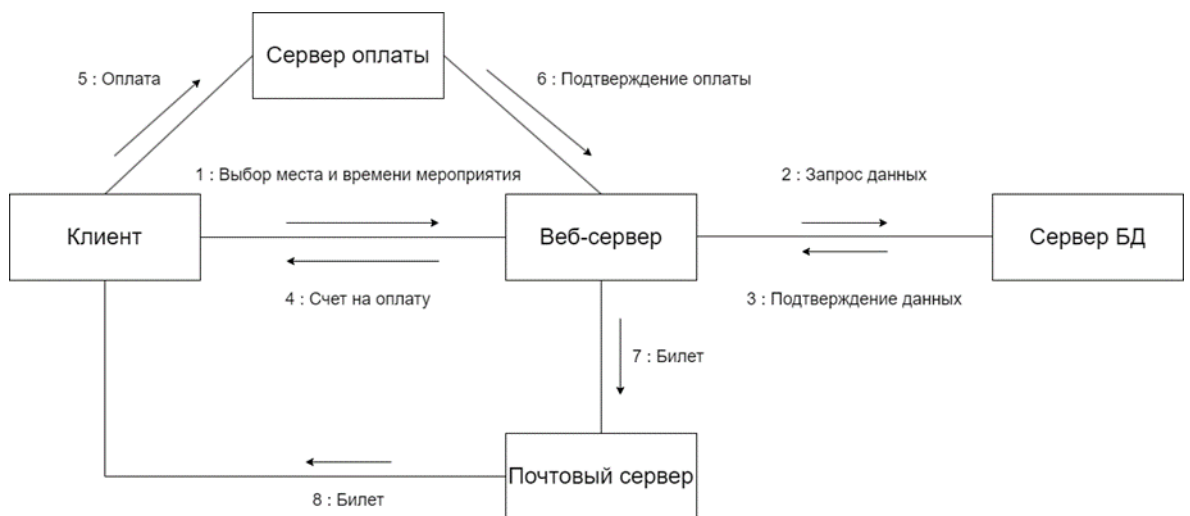 Сервер оплаты
5 : Оплата
6 : Подтверждение оплаты
1 : Выбор места и времени мероприятия
2 : Запрос данных
Клиент
Веб-сервер
Сервер БД
4 : Счет на оплату
3 : Подтверждение данных
7 : Билет
Почтовый сервер
8 : Билет